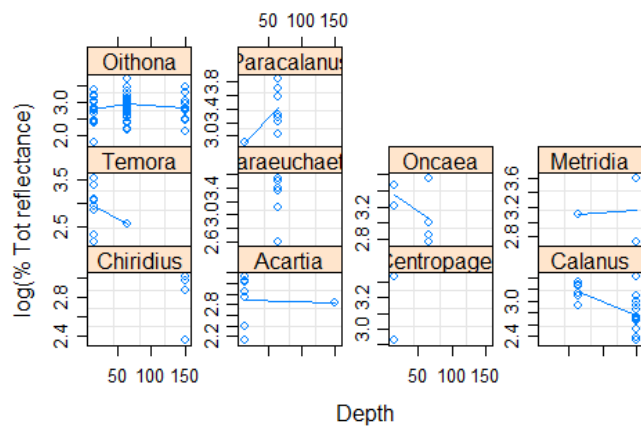 50 100 150
Oithona Paracalanus
3.0 2.0 3.8 3.4 3.0
Temora araeuchaet Oncaea Metridia
3.5 2.5 3.4 3.0 2.6 3.2 2.8 3.6 3.2 2.8
Chiridius Acartia Centropage Calanus
2.8 2.4 2.8 2.2 3.2 3.0 3.0 2.4
50 100 150 50 100 150
Depth
log(% Tot reflectance)